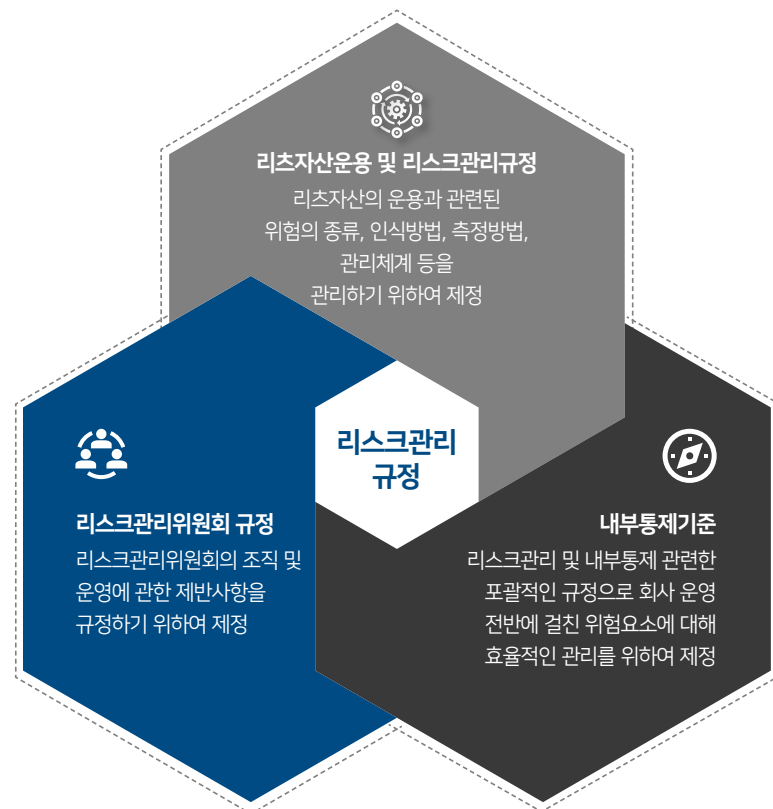 리츠자산운용 및 리스크관리규정
리츠자산의 운용과 관련된
위험의 종류, 인식방법, 측정방법,
관리체계 등을
관리하기 위하여 제정
리스크관리
규정
리스크관리위원회 규정
리스크관리위원회의 조직 및
운영에 관한 제반사항을
규정하기 위하여 제정
내부통제기준
리스크관리 및 내부통제 관련한
포괄적인 규정으로 회사 운영
전반에 걸친 위험요소에 대해
효율적인 관리를 위하여 제정